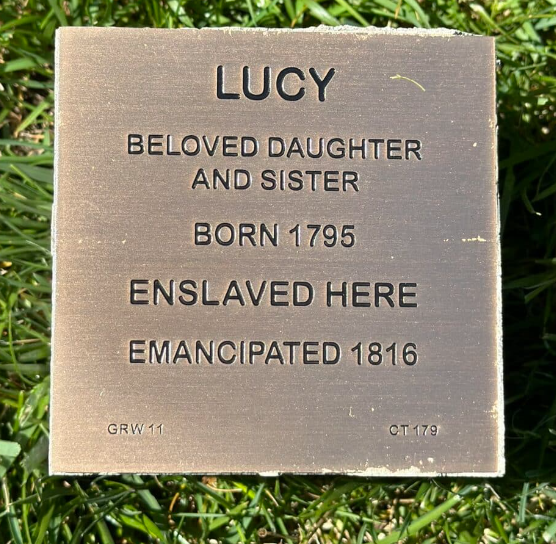 LUCY
BELOVED DAUGHTER
AND SISTER
BORN 1795
ENSLAVED HERE
EMANCIPATED 1816
GRW 11 CT 179